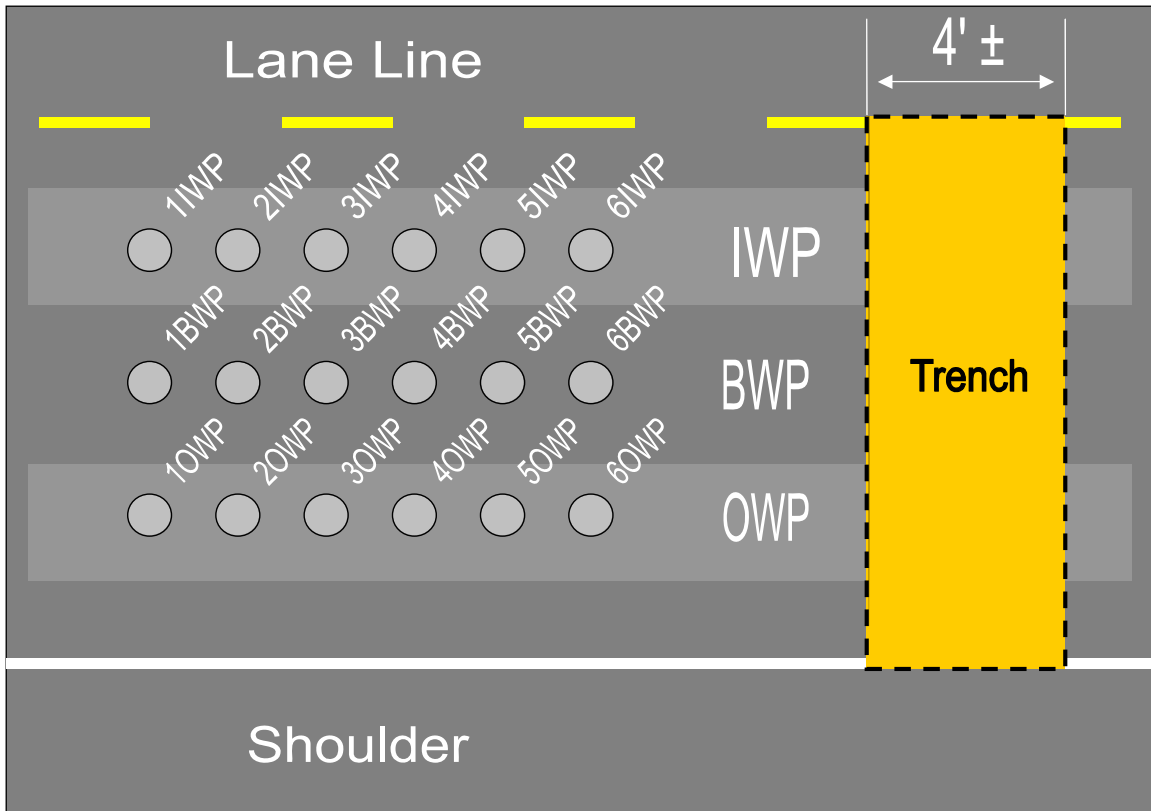 4' ±
Lane Line
1IWP 2IWP 3IWP 4IWP 5IWP 6IWP
IWP
1BWP 2BWP 3BWP 4BWP 5BWP 6BWP
BWP
Trench
1OWP 2OWP 3OWP 4OWP 5OWP 6OWP
OWP
Shoulder